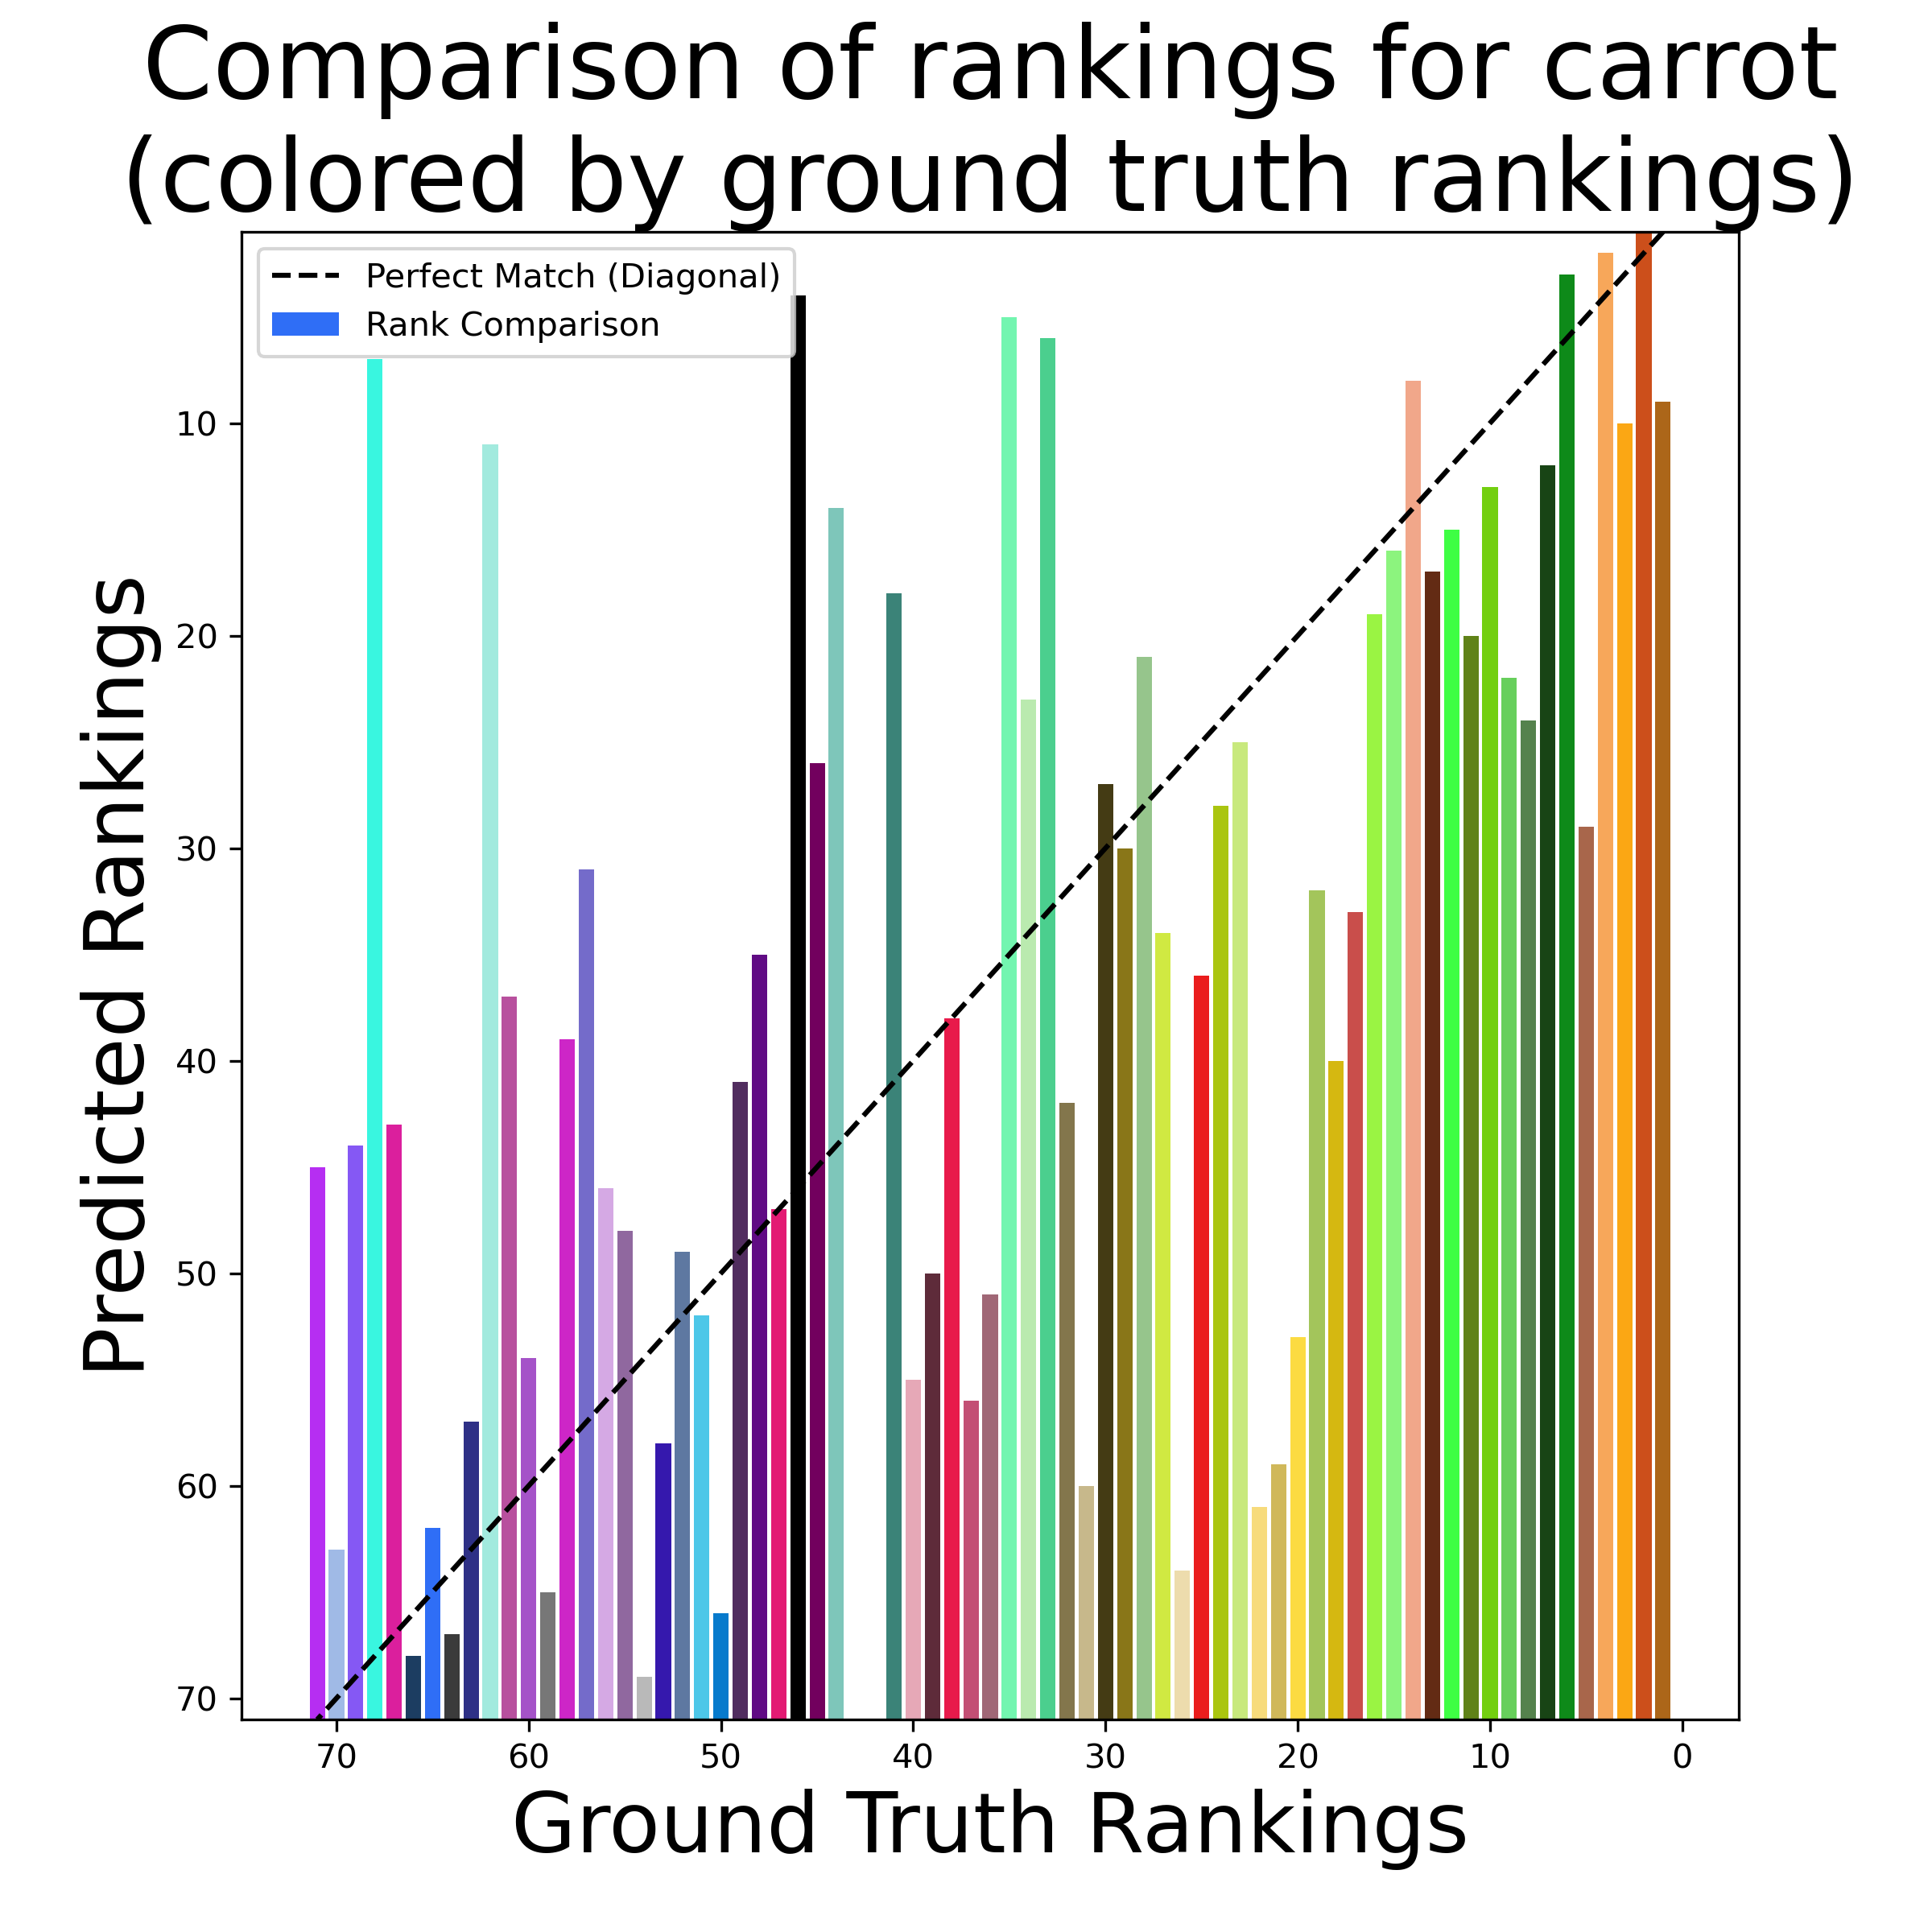 Comparison of rankings for carrot
(colored by ground truth rankings)
Perfect Match (Diagonal)
Rank Comparison
Predicted Rankings
10
20
30
40
50
60
70
70 60 50 40 30 20 10 0
Ground Truth Rankings